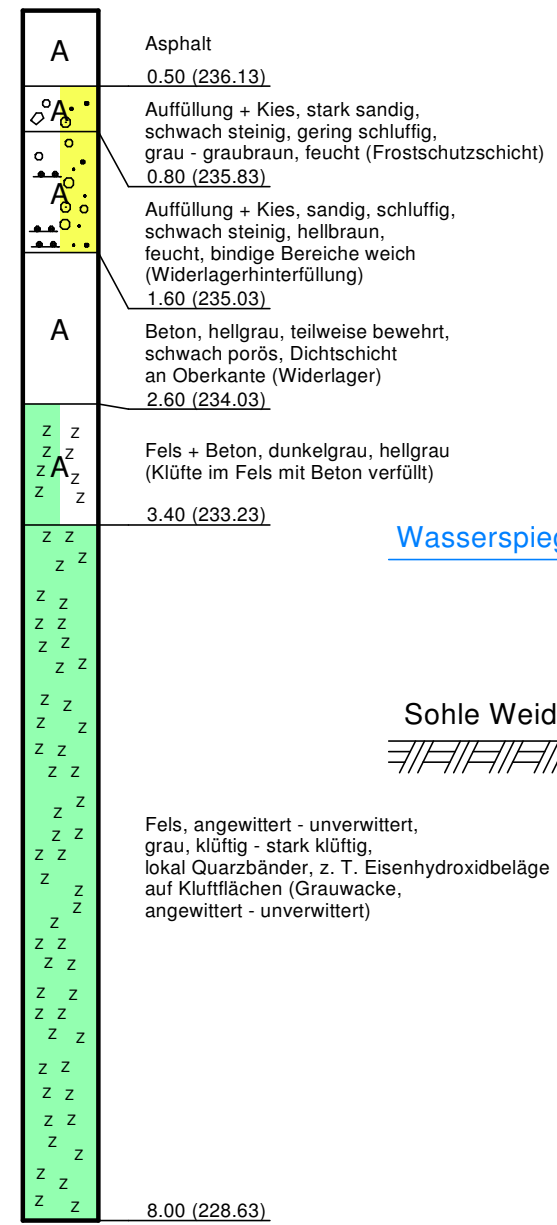 A
Asphalt
0.50 (236.13)
A
Auffüllung + Kies, stark sandig,
schwach steinig, gering schluffig,
grau - graubraun, feucht (Frostschutzschicht)
0.80 (235.83)
A
Auffüllung + Kies, sandig, schluffig,
schwach steinig, hellbraun,
feucht, bindige Bereiche weich
(Widerlagerhinterfüllung)
1.60 (235.03)
A
Beton, hellgrau, teilweise bewehrt,
schwach porös, Dichtschicht
an Oberkante (Widerlager)
2.60 (234.03)
A
Fels + Beton, dunkelgrau, hellgrau
(Klüfte im Fels mit Beton verfüllt)
3.40 (233.23)
Wasserspieg
Sohle Weid
Fels, angewittert - unverwittert,
grau, klüftig - stark klüftig,
lokal Quarzbänder, z. T. Eisenhydroxidbeläge
auf Kluftflächen (Grauwacke,
angewittert - unverwittert)
8.00 (228.63)